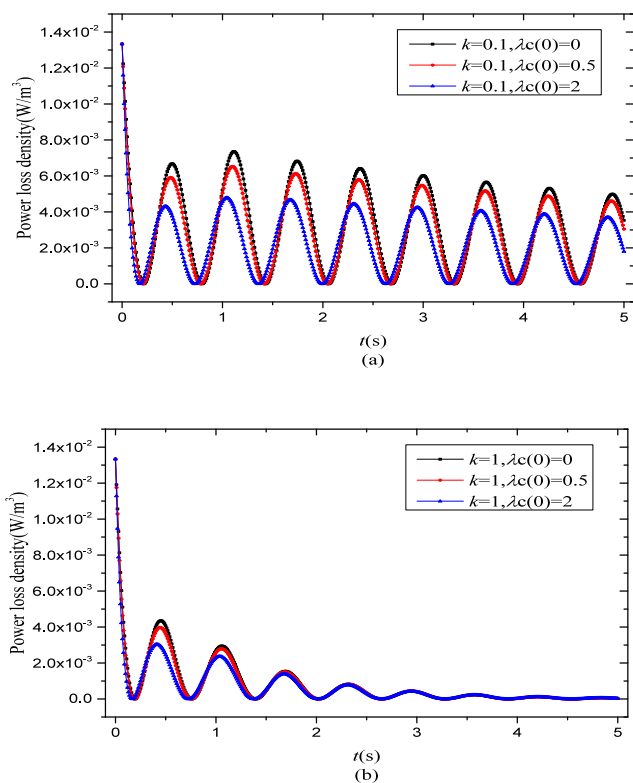 Power loss density(W/m³)
1.4x10⁻²
1.2x10⁻²
1.0x10⁻²
8.0x10⁻³
6.0x10⁻³
4.0x10⁻³
2.0x10⁻³
0.0
k=0.1,λc(0)=0
k=0.1,λc(0)=0.5
k=0.1,λc(0)=2
0 1 2 3 4 5
t(s)
(a)
Power loss density(W/m³)
1.4x10⁻²
1.2x10⁻²
1.0x10⁻²
8.0x10⁻³
6.0x10⁻³
4.0x10⁻³
2.0x10⁻³
0.0
k=1,λc(0)=0
k=1,λc(0)=0.5
k=1,λc(0)=2
0 1 2 3 4 5
t(s)
(b)